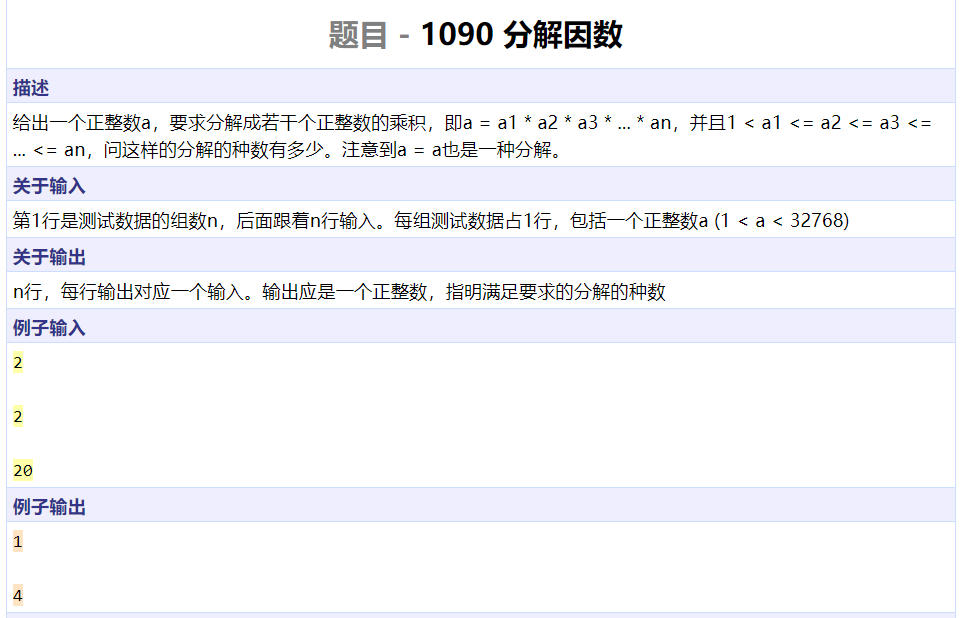 题目 - 1090 分解因数
描述
给出一个正整数a，要求分解成若干个正整数的乘积，即a = a1 * a2 * a3 * ... * an，并且1 < a1 <= a2 <= a3 <=
... <= an，问这样的分解的种数有多少。注意到a = a也是一种分解。
关于输入
第1行是测试数据的组数n，后面跟着n行输入。每组测试数据占1行，包括一个正整数a (1 < a < 32768)
关于输出
n行，每行输出对应一个输入。输出应是一个正整数，指明满足要求的分解的种数
例子输入
2
2
20
例子输出
1
4